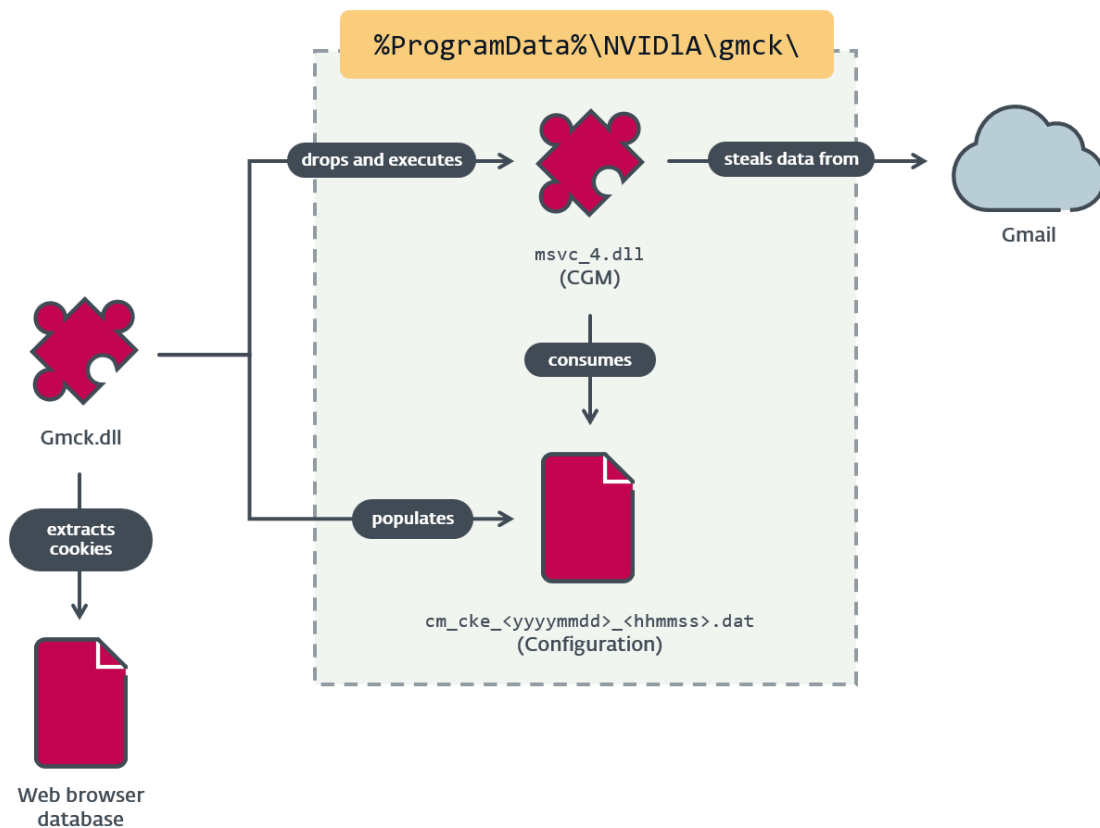 %ProgramData%\NVIDlA\gmck\
drops and executes
steals data from
Gmail
msvc_4.dll
(CGM)
consumes
Gmck.dll
populates
extracts
cookies
cm_cke_<yyyymmdd>_<hhmmss>.dat
(Configuration)
Web browser
database